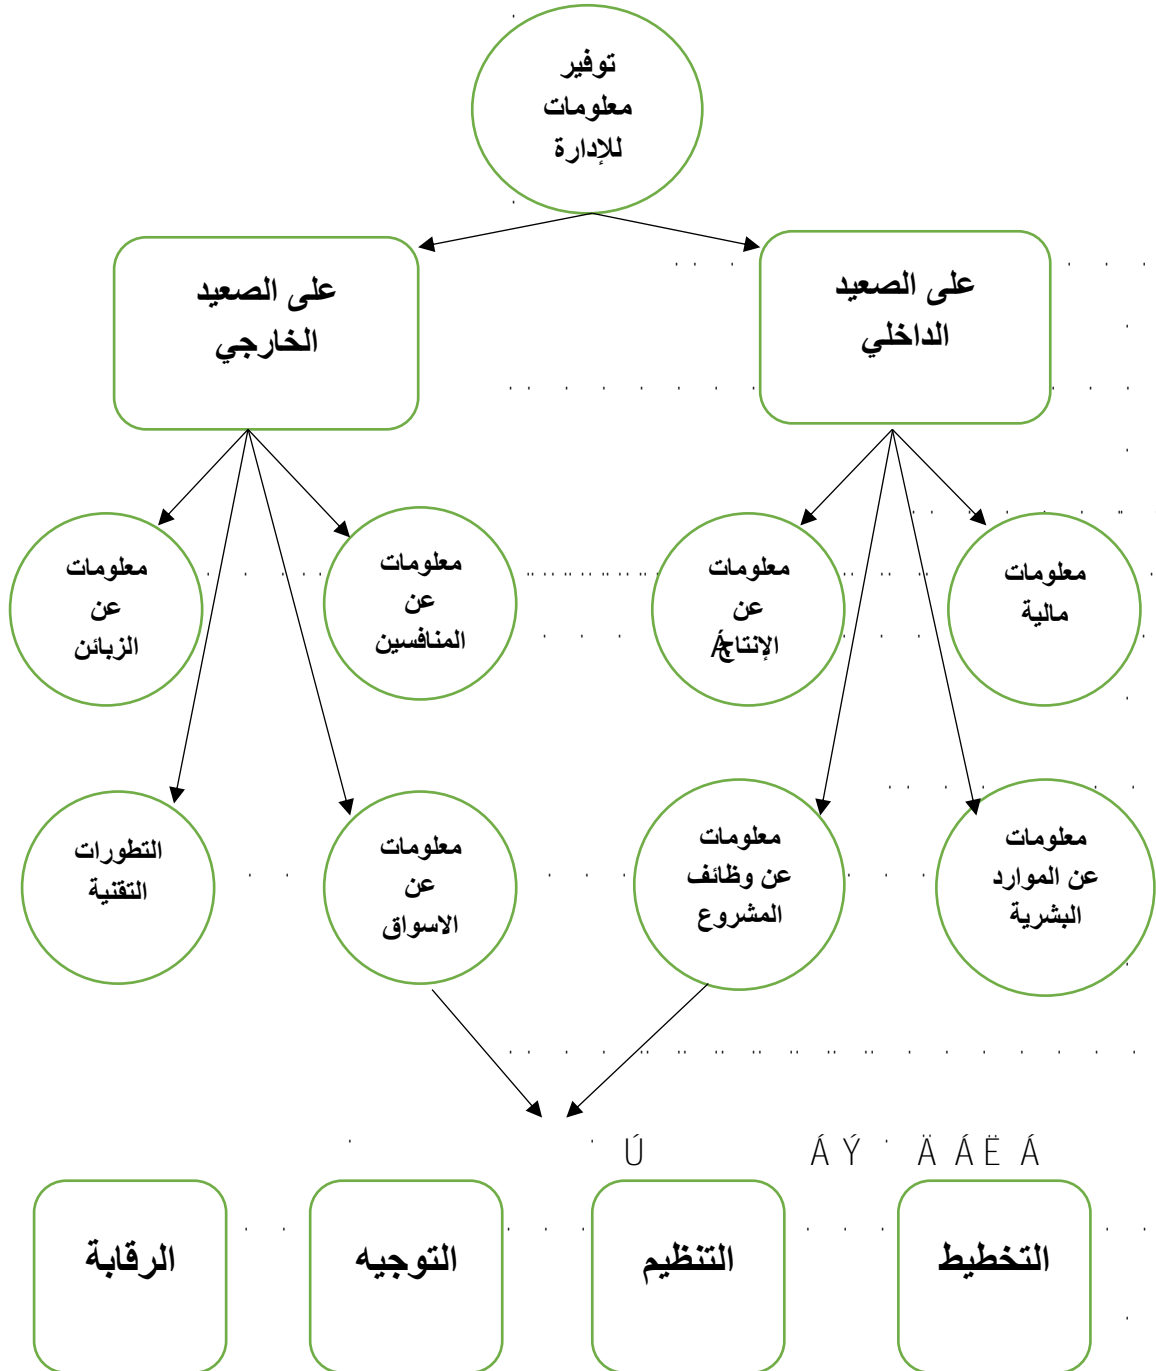 توفير
معلومات
للإدارة
على الصعيد
الداخلي
على الصعيد
الخارجي
معلومات
مالية
معلومات
عن
الإنتاج
معلومات
عن
المنافسين
معلومات
عن
الزبائن
معلومات
عن الموارد
البشرية
معلومات
عن وظائف
المشروع
معلومات
عن
الاسواق
التطورات
التقنية
Ú Á Ý Ä Á Ë Á
التخطيط
التنظيم
التوجيه
الرقابة